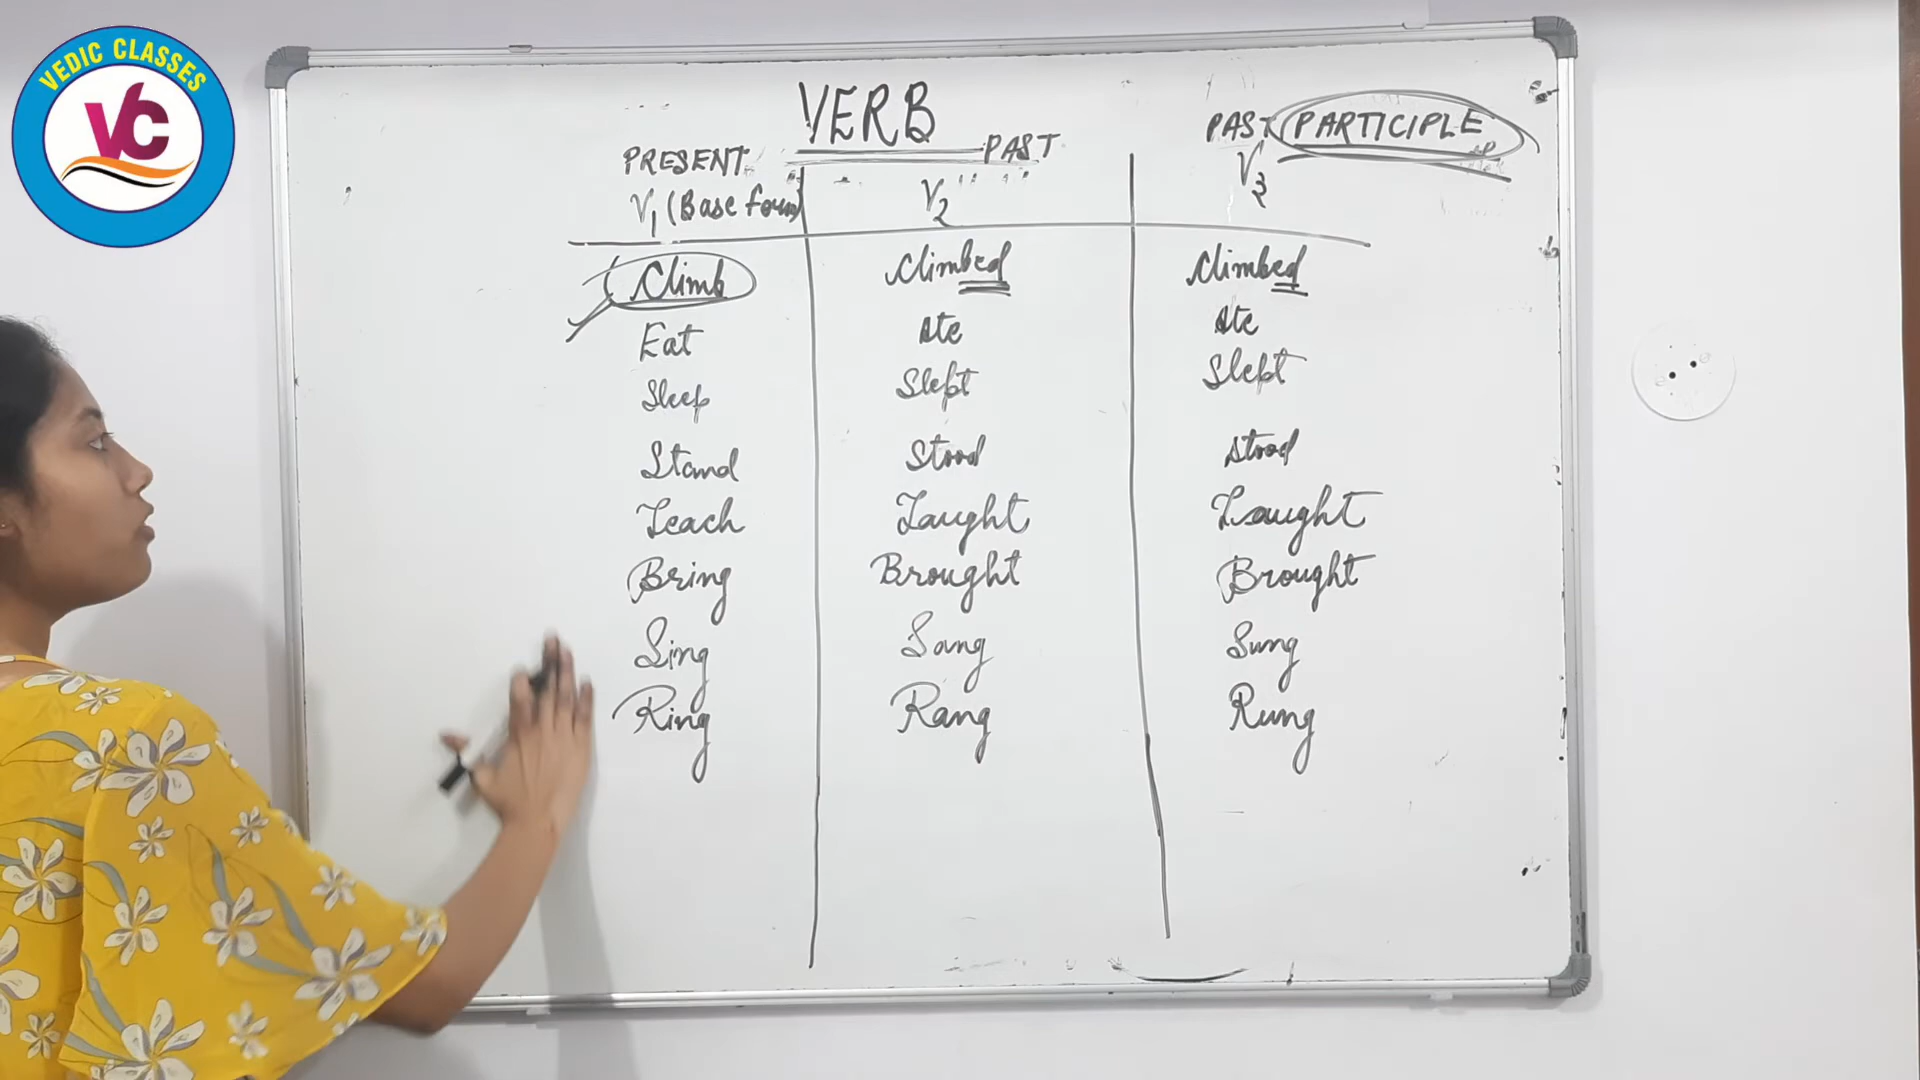 VEDIC CLASSES
VC
VERB
PRESENT PAST PAST PARTICIPLE
V1 (Base form) V2 V3
Climb Climbed Climbed
Eat Ate Ate
Sleep Slept Slept
Stand Stood Stood
Teach Taught Taught
Bring Brought Brought
Sing Sang Sung
Ring Rang Rung